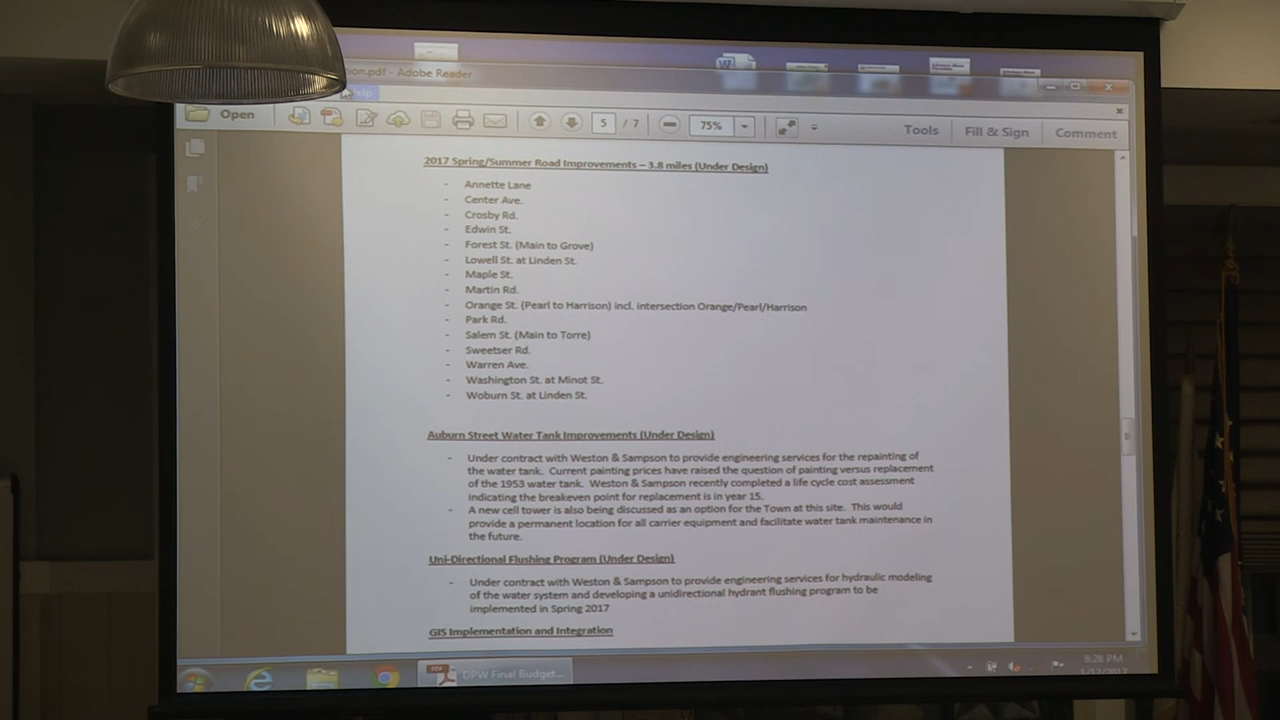 on.pdf - Adobe Reader
Help
Open
5 / 7
75%
Tools
Fill & Sign
Comment
2017 Spring/Summer Road Improvements – 3.8 miles (Under Design)
- Annette Lane
- Center Ave.
- Crosby Rd.
- Edwin St.
- Forest St. (Main to Grove)
- Lowell St. at Linden St.
- Maple St.
- Martin Rd.
- Orange St. (Pearl to Harrison) incl. intersection Orange/Pearl/Harrison
- Park Rd.
- Salem St. (Main to Torre)
- Sweetser Rd.
- Warren Ave.
- Washington St. at Minot St.
- Woburn St. at Linden St.
Auburn Street Water Tank Improvements (Under Design)
- Under contract with Weston & Sampson to provide engineering services for the repainting of
the water tank. Current painting prices have raised the question of painting versus replacement
of the 1953 water tank. Weston & Sampson recently completed a life cycle cost assessment
indicating the breakeven point for replacement is in year 15.
- A new cell tower is also being discussed as an option for the Town at this site. This would
provide a permanent location for all carrier equipment and facilitate water tank maintenance in
the future.
Uni-Directional Flushing Program (Under Design)
- Under contract with Weston & Sampson to provide engineering services for hydraulic modeling
of the water system and developing a unidirectional hydrant flushing program to be
implemented in Spring 2017
GIS Implementation and Integration
DPW Final Budget...
8:28 PM